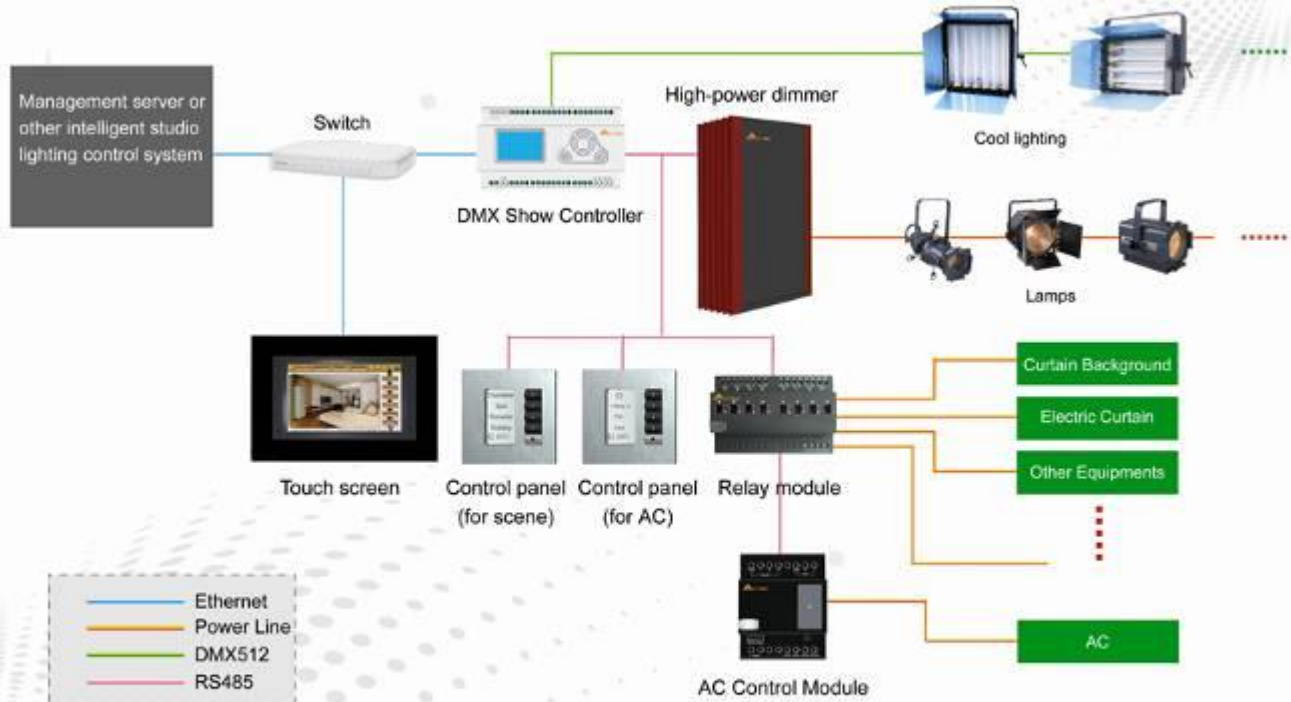 Management server or
other intelligent studio
lighting control system
Switch
DMX Show Controller
High-power dimmer
Cool lighting
Lamps
Touch screen
Control panel
(for scene)
Control panel
(for AC)
Relay module
Curtain Background
Electric Curtain
Other Equipments
AC
AC Control Module
Ethernet
Power Line
DMX512
RS485